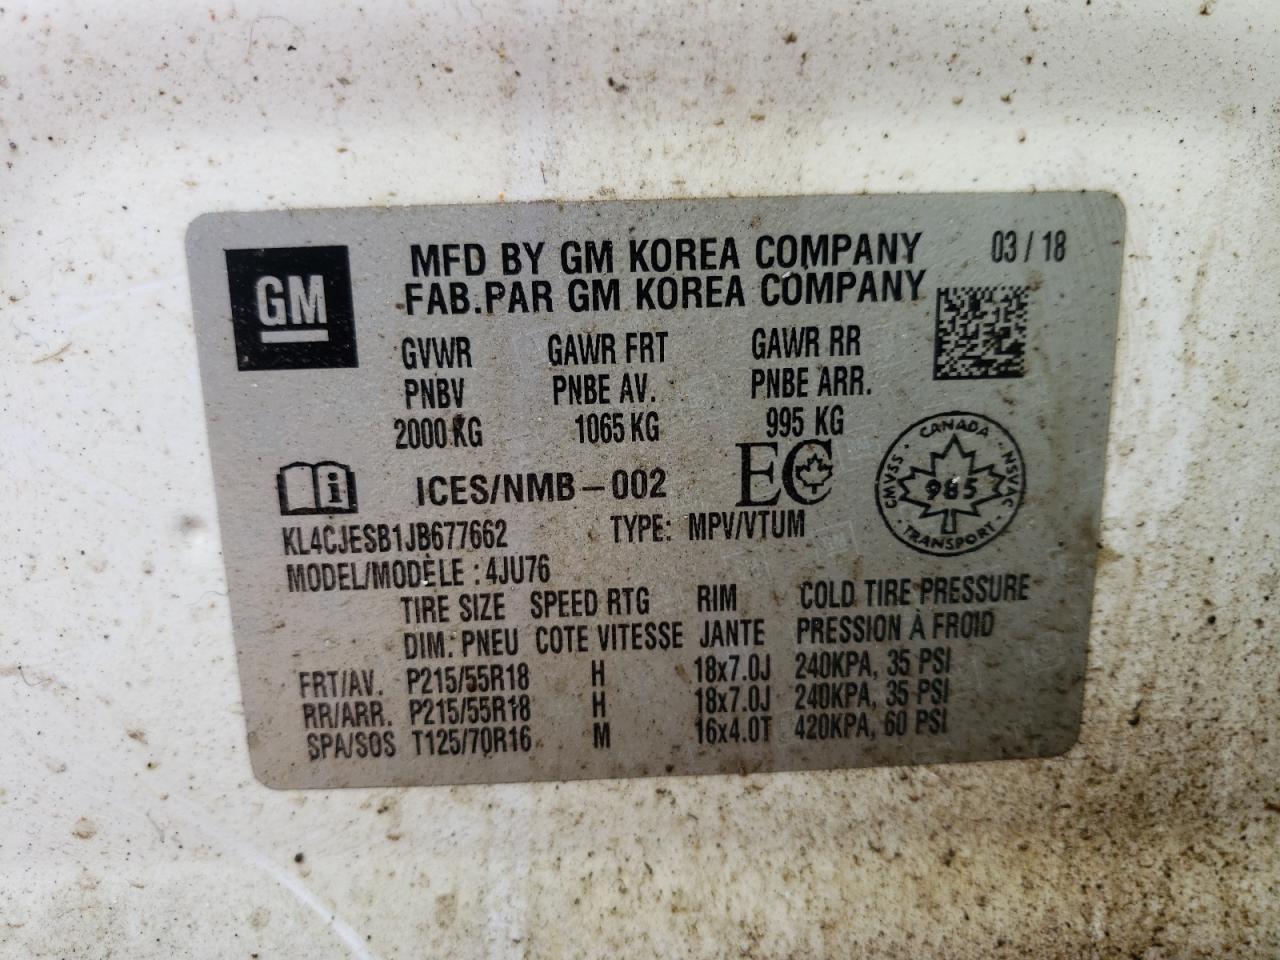 GM
MFD BY GM KOREA COMPANY 03 / 18
FAB.PAR GM KOREA COMPANY
GVWR GAWR FRT GAWR RR
PNBV PNBE AV. PNBE ARR.
2000 KG 1065 KG 995 KG
i ICES/NMB-002 EC
CANADA
CMVSS 985 NSVAC
TRANSPORT
KL4CJESB1JB677662 TYPE: MPV/VTUM
MODEL/MODÈLE : 4JU76
TIRE SIZE SPEED RTG RIM COLD TIRE PRESSURE
DIM. PNEU COTE VITESSE JANTE PRESSION À FROID
FRT/AV. P215/55R18 H 18x7.0J 240KPA, 35 PSI
RR/ARR. P215/55R18 H 18x7.0J 240KPA, 35 PSI
SPA/SOS T125/70R16 M 16x4.0T 420KPA, 60 PSI